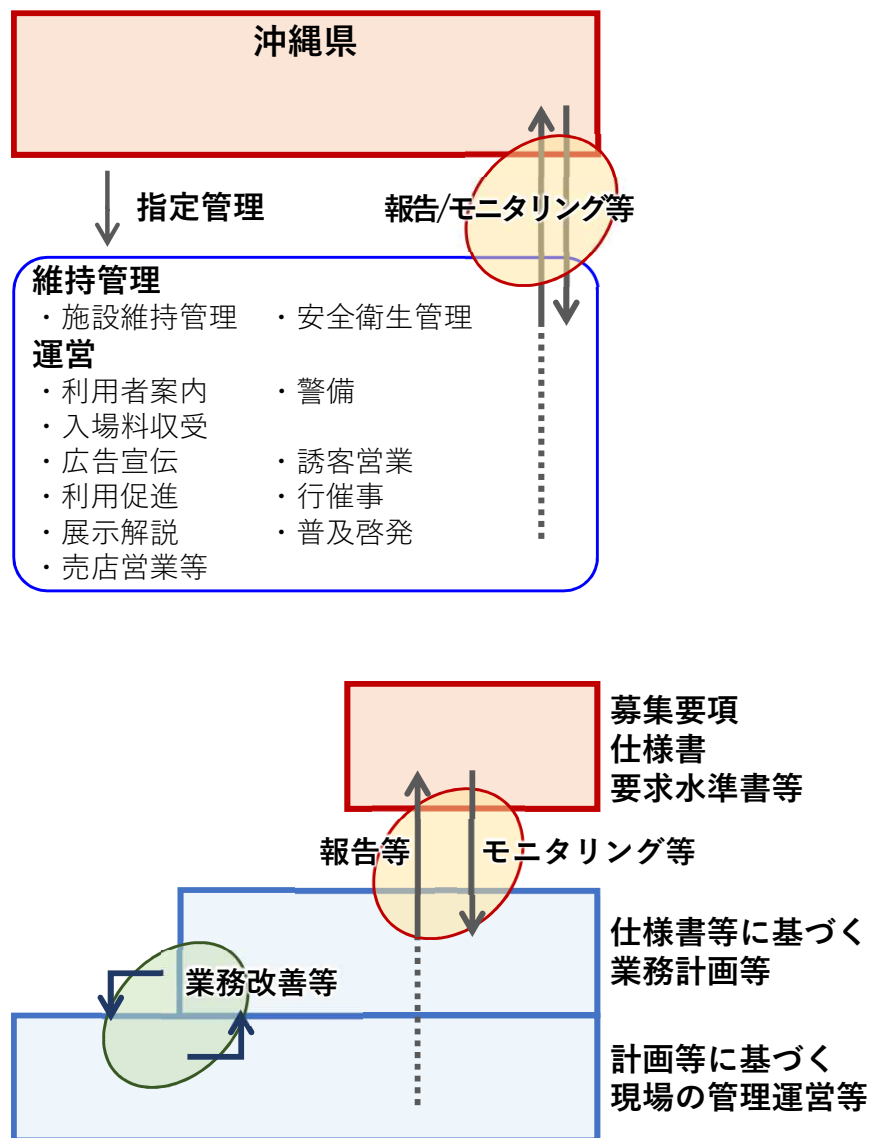 沖縄県
指定管理
報告/モニタリング等
維持管理
・施設維持管理 ・安全衛生管理
運営
・利用者案内 ・警備
・入場料収受
・広告宣伝 ・誘客営業
・利用促進 ・行催事
・展示解説 ・普及啓発
・売店営業等
募集要項
仕様書
要求水準書等
報告等 モニタリング等
仕様書等に基づく
業務計画等
業務改善等
計画等に基づく
現場の管理運営等